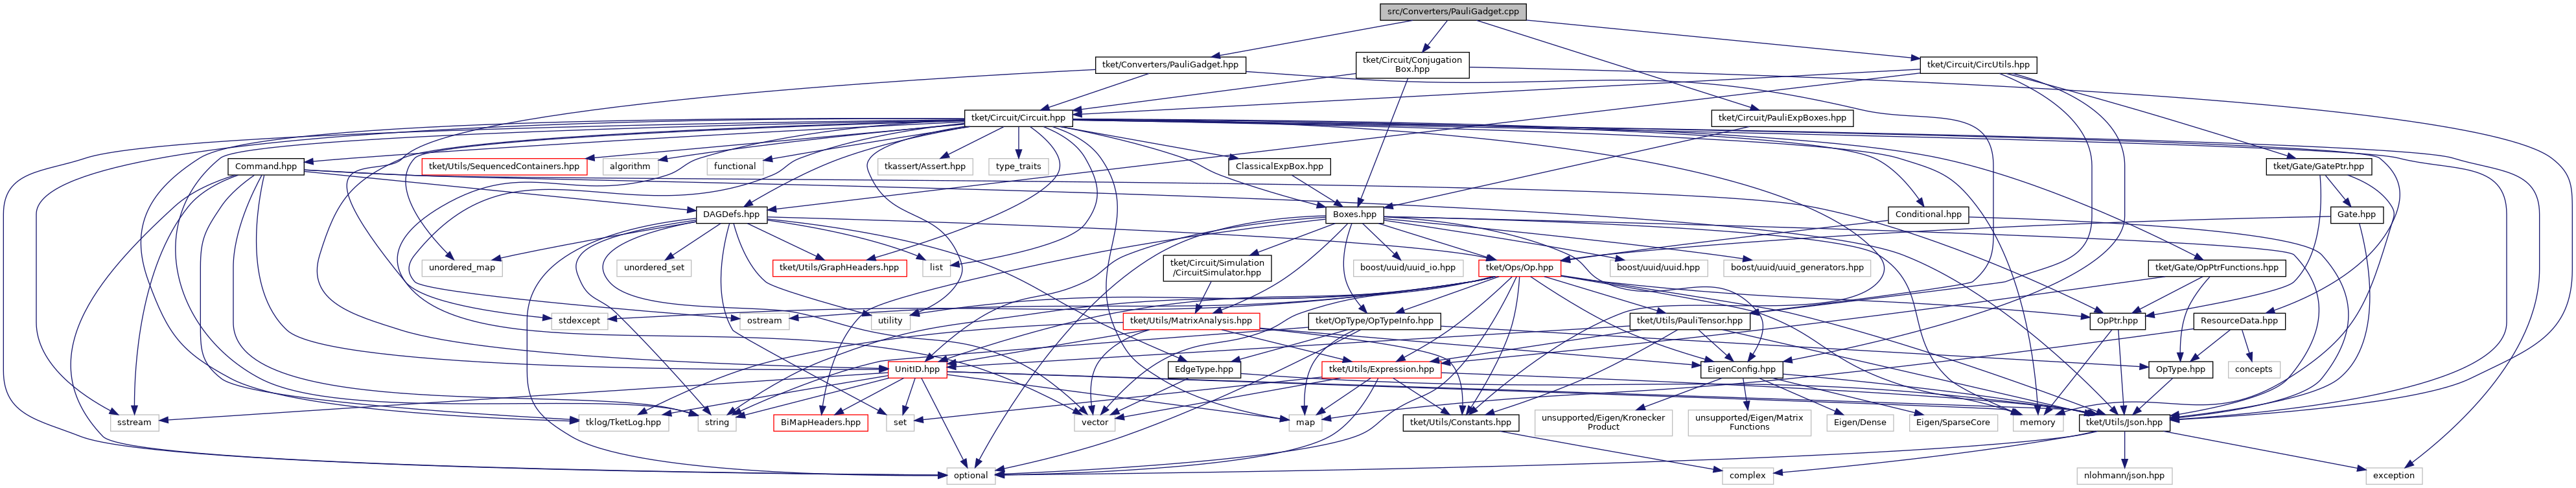 src/Converters/PauliGadget.cpp
tket/Converters/PauliGadget.hpp
tket/Circuit/Conjugation
Box.hpp
tket/Circuit/CircUtils.hpp
tket/Circuit/Circuit.hpp
tket/Circuit/PauliExpBoxes.hpp
Command.hpp
tket/Utils/SequencedContainers.hpp
algorithm
functional
tkassert/Assert.hpp
type_traits
ClassicalExpBox.hpp
tket/Gate/GatePtr.hpp
DAGDefs.hpp
Boxes.hpp
Conditional.hpp
Gate.hpp
unordered_map
unordered_set
tket/Utils/GraphHeaders.hpp
list
tket/Circuit/Simulation
/CircuitSimulator.hpp
boost/uuid/uuid_io.hpp
tket/Ops/Op.hpp
boost/uuid/uuid.hpp
boost/uuid/uuid_generators.hpp
tket/Gate/OpPtrFunctions.hpp
stdexcept
ostream
utility
tket/Utils/MatrixAnalysis.hpp
tket/OpType/OpTypeInfo.hpp
tket/Utils/PauliTensor.hpp
OpPtr.hpp
ResourceData.hpp
UnitID.hpp
EdgeType.hpp
tket/Utils/Expression.hpp
EigenConfig.hpp
OpType.hpp
concepts
sstream
tklog/TketLog.hpp
string
BiMapHeaders.hpp
set
vector
map
tket/Utils/Constants.hpp
unsupported/Eigen/Kronecker
Product
unsupported/Eigen/Matrix
Functions
Eigen/Dense
Eigen/SparseCore
memory
tket/Utils/Json.hpp
optional
complex
nlohmann/json.hpp
exception